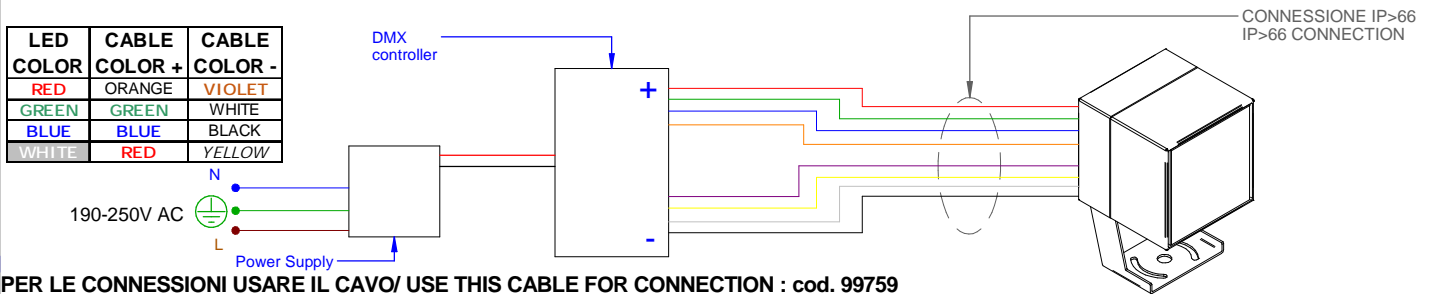 CONNESSIONE IP>66
IP>66 CONNECTION
LED COLOR CABLE COLOR + CABLE COLOR -
RED ORANGE VIOLET
GREEN GREEN WHITE
BLUE BLUE BLACK
WHITE RED YELLOW
DMX
controller
+
-
N
190-250V AC
L
Power Supply
PER LE CONNESSIONI USARE IL CAVO/ USE THIS CABLE FOR CONNECTION : cod. 99759